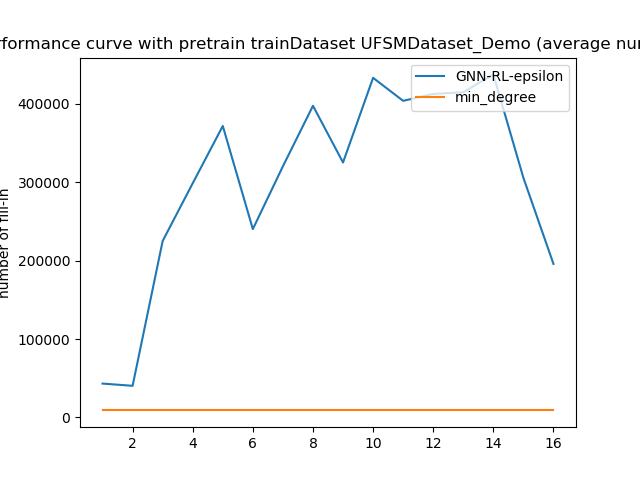 rformance curve with pretrain trainDataset UFSMDataset_Demo (average num
GNN-RL-epsilon
min_degree
number of fill-in
400000
300000
200000
100000
0
2 4 6 8 10 12 14 16